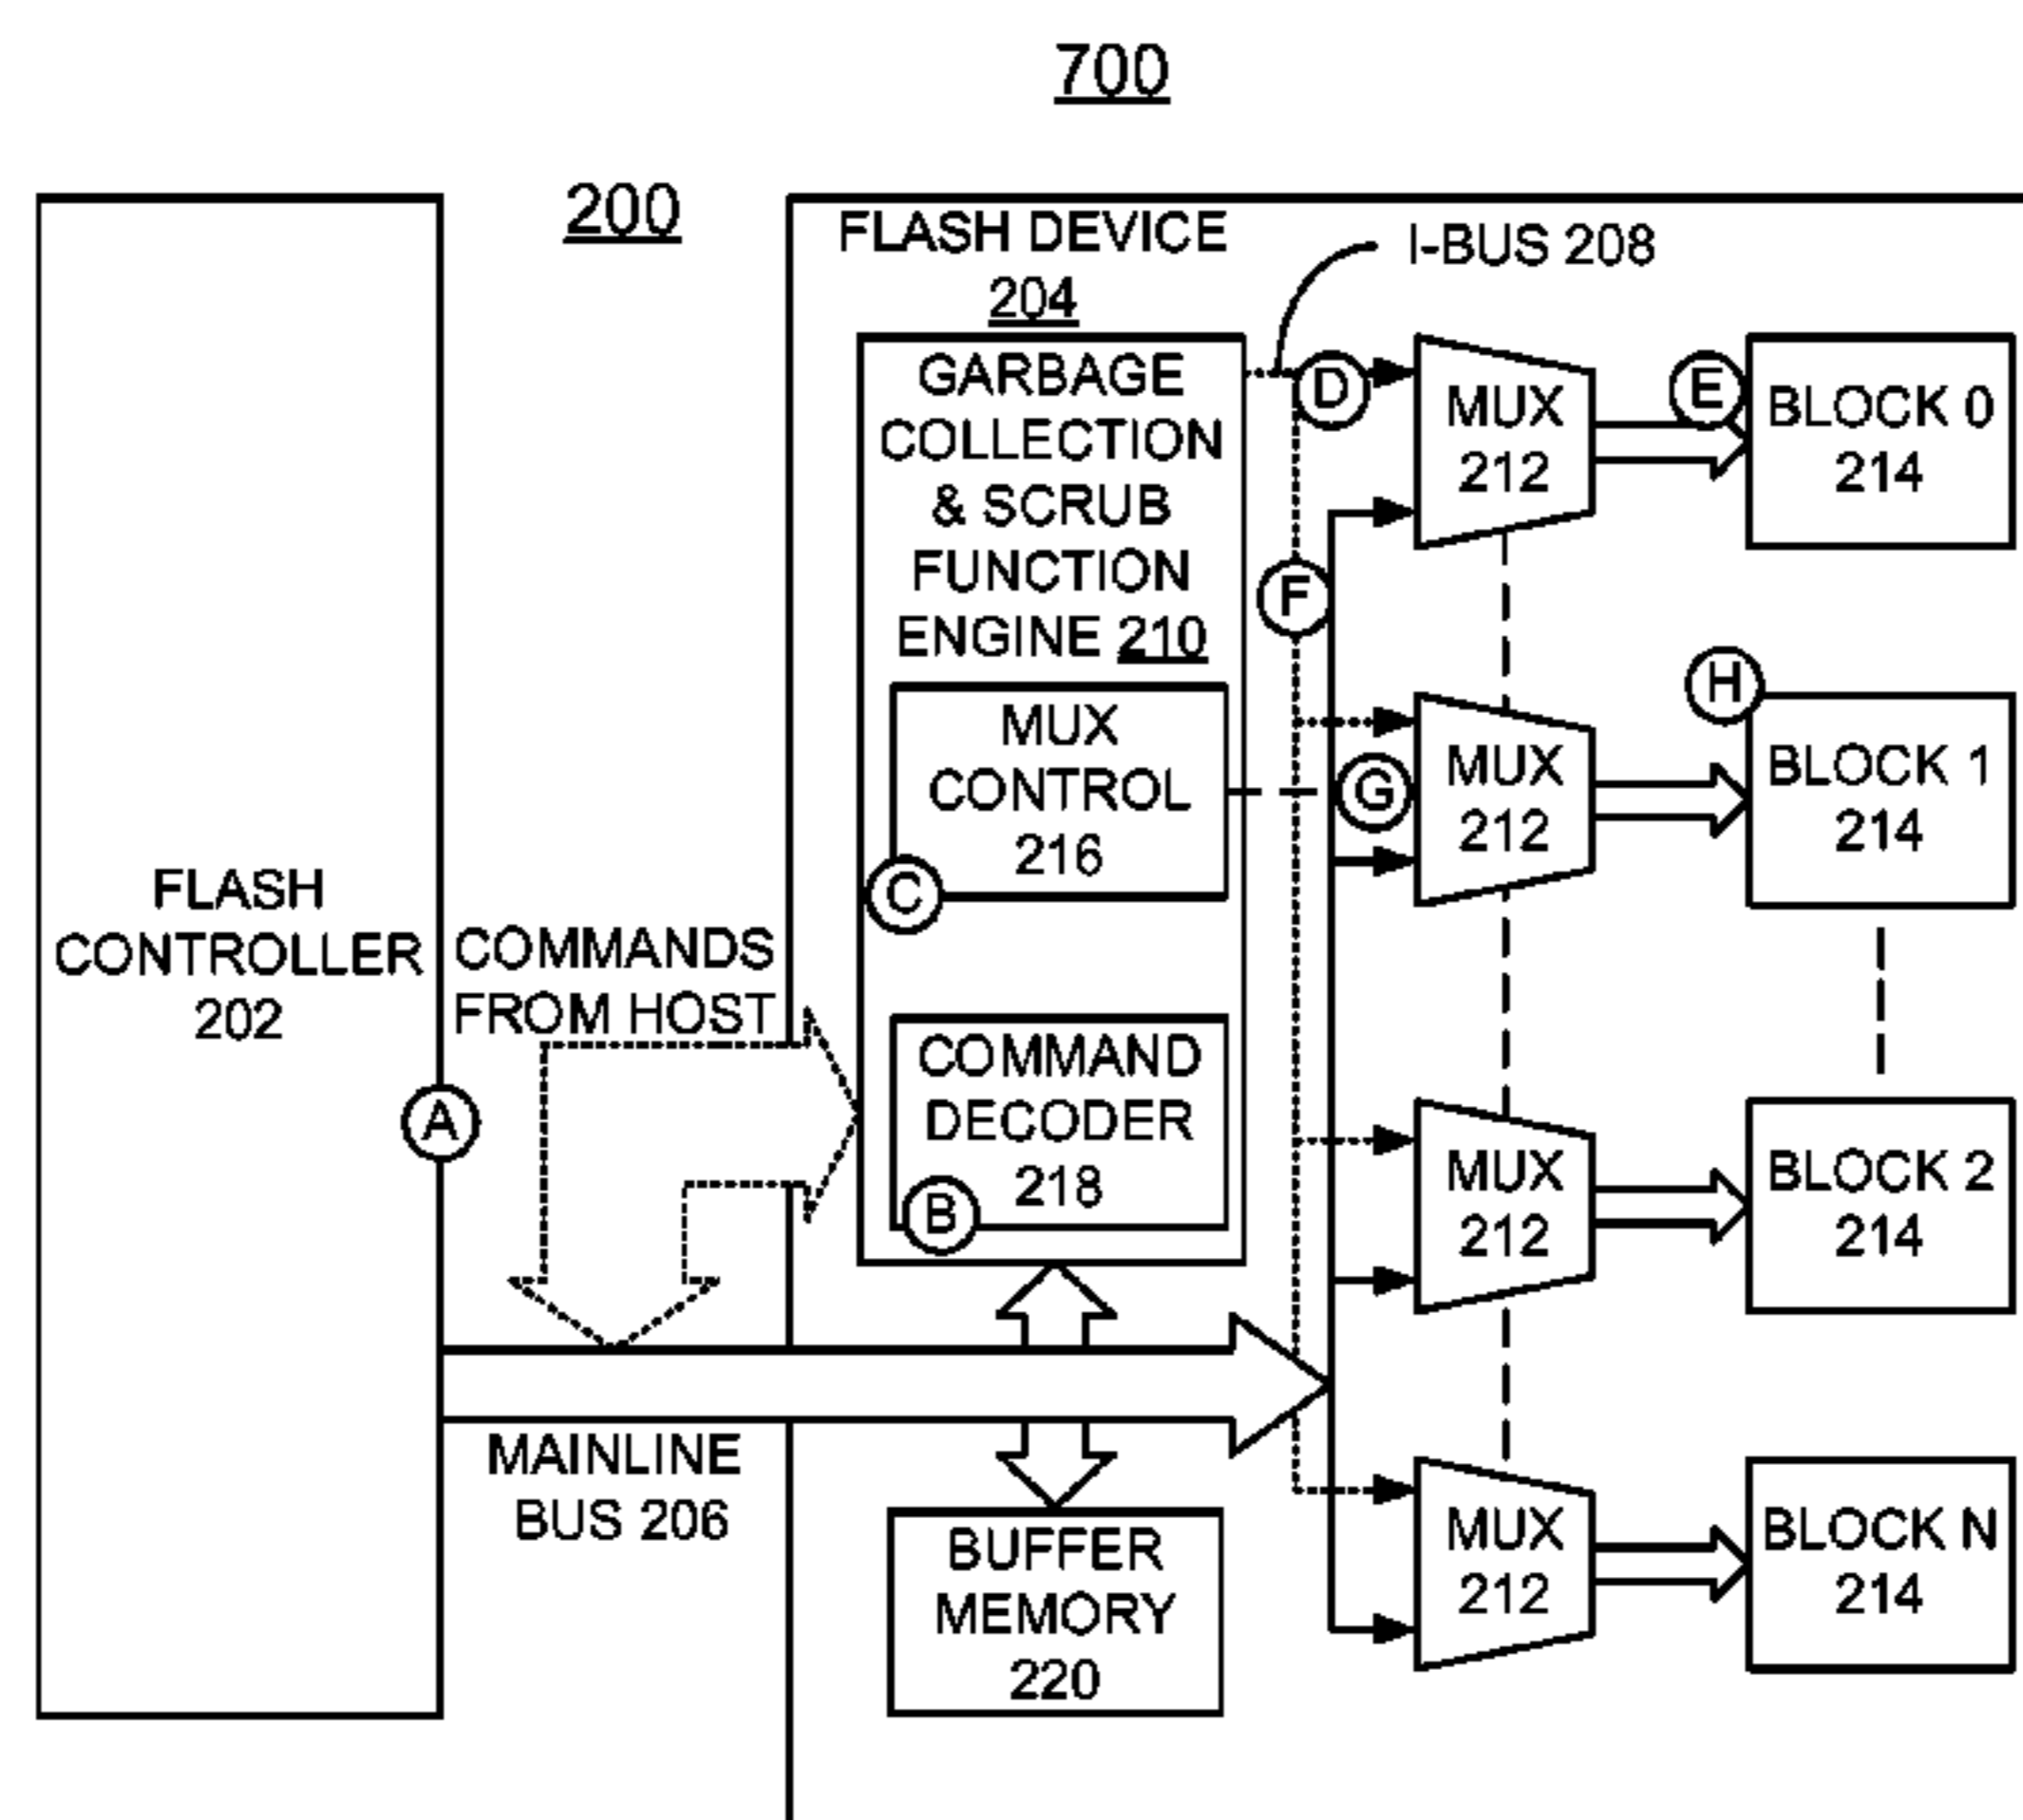 700
200
FLASH
CONTROLLER
202
COMMANDS
FROM HOST
A
MAINLINE
BUS 206
FLASH DEVICE
204
I-BUS 208
GARBAGE
COLLECTION
& SCRUB
FUNCTION
ENGINE 210
MUX
CONTROL
216
C
COMMAND
DECODER
218
B
BUFFER
MEMORY
220
D
F
G
MUX
212
E
BLOCK 0
214
MUX
212
H
BLOCK 1
214
MUX
212
BLOCK 2
214
MUX
212
BLOCK N
214